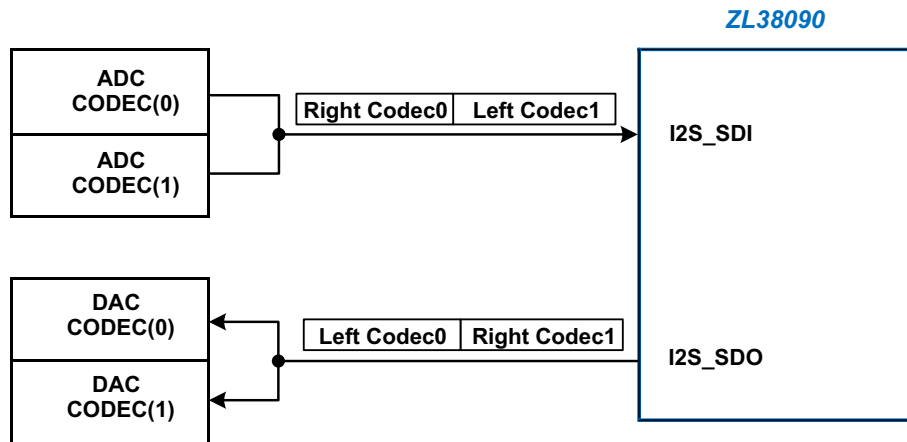 ZL38090
ADC
CODEC(0)
Right Codec0 Left Codec1
I2S_SDI
ADC
CODEC(1)
DAC
CODEC(0)
Left Codec0 Right Codec1
I2S_SDO
DAC
CODEC(1)